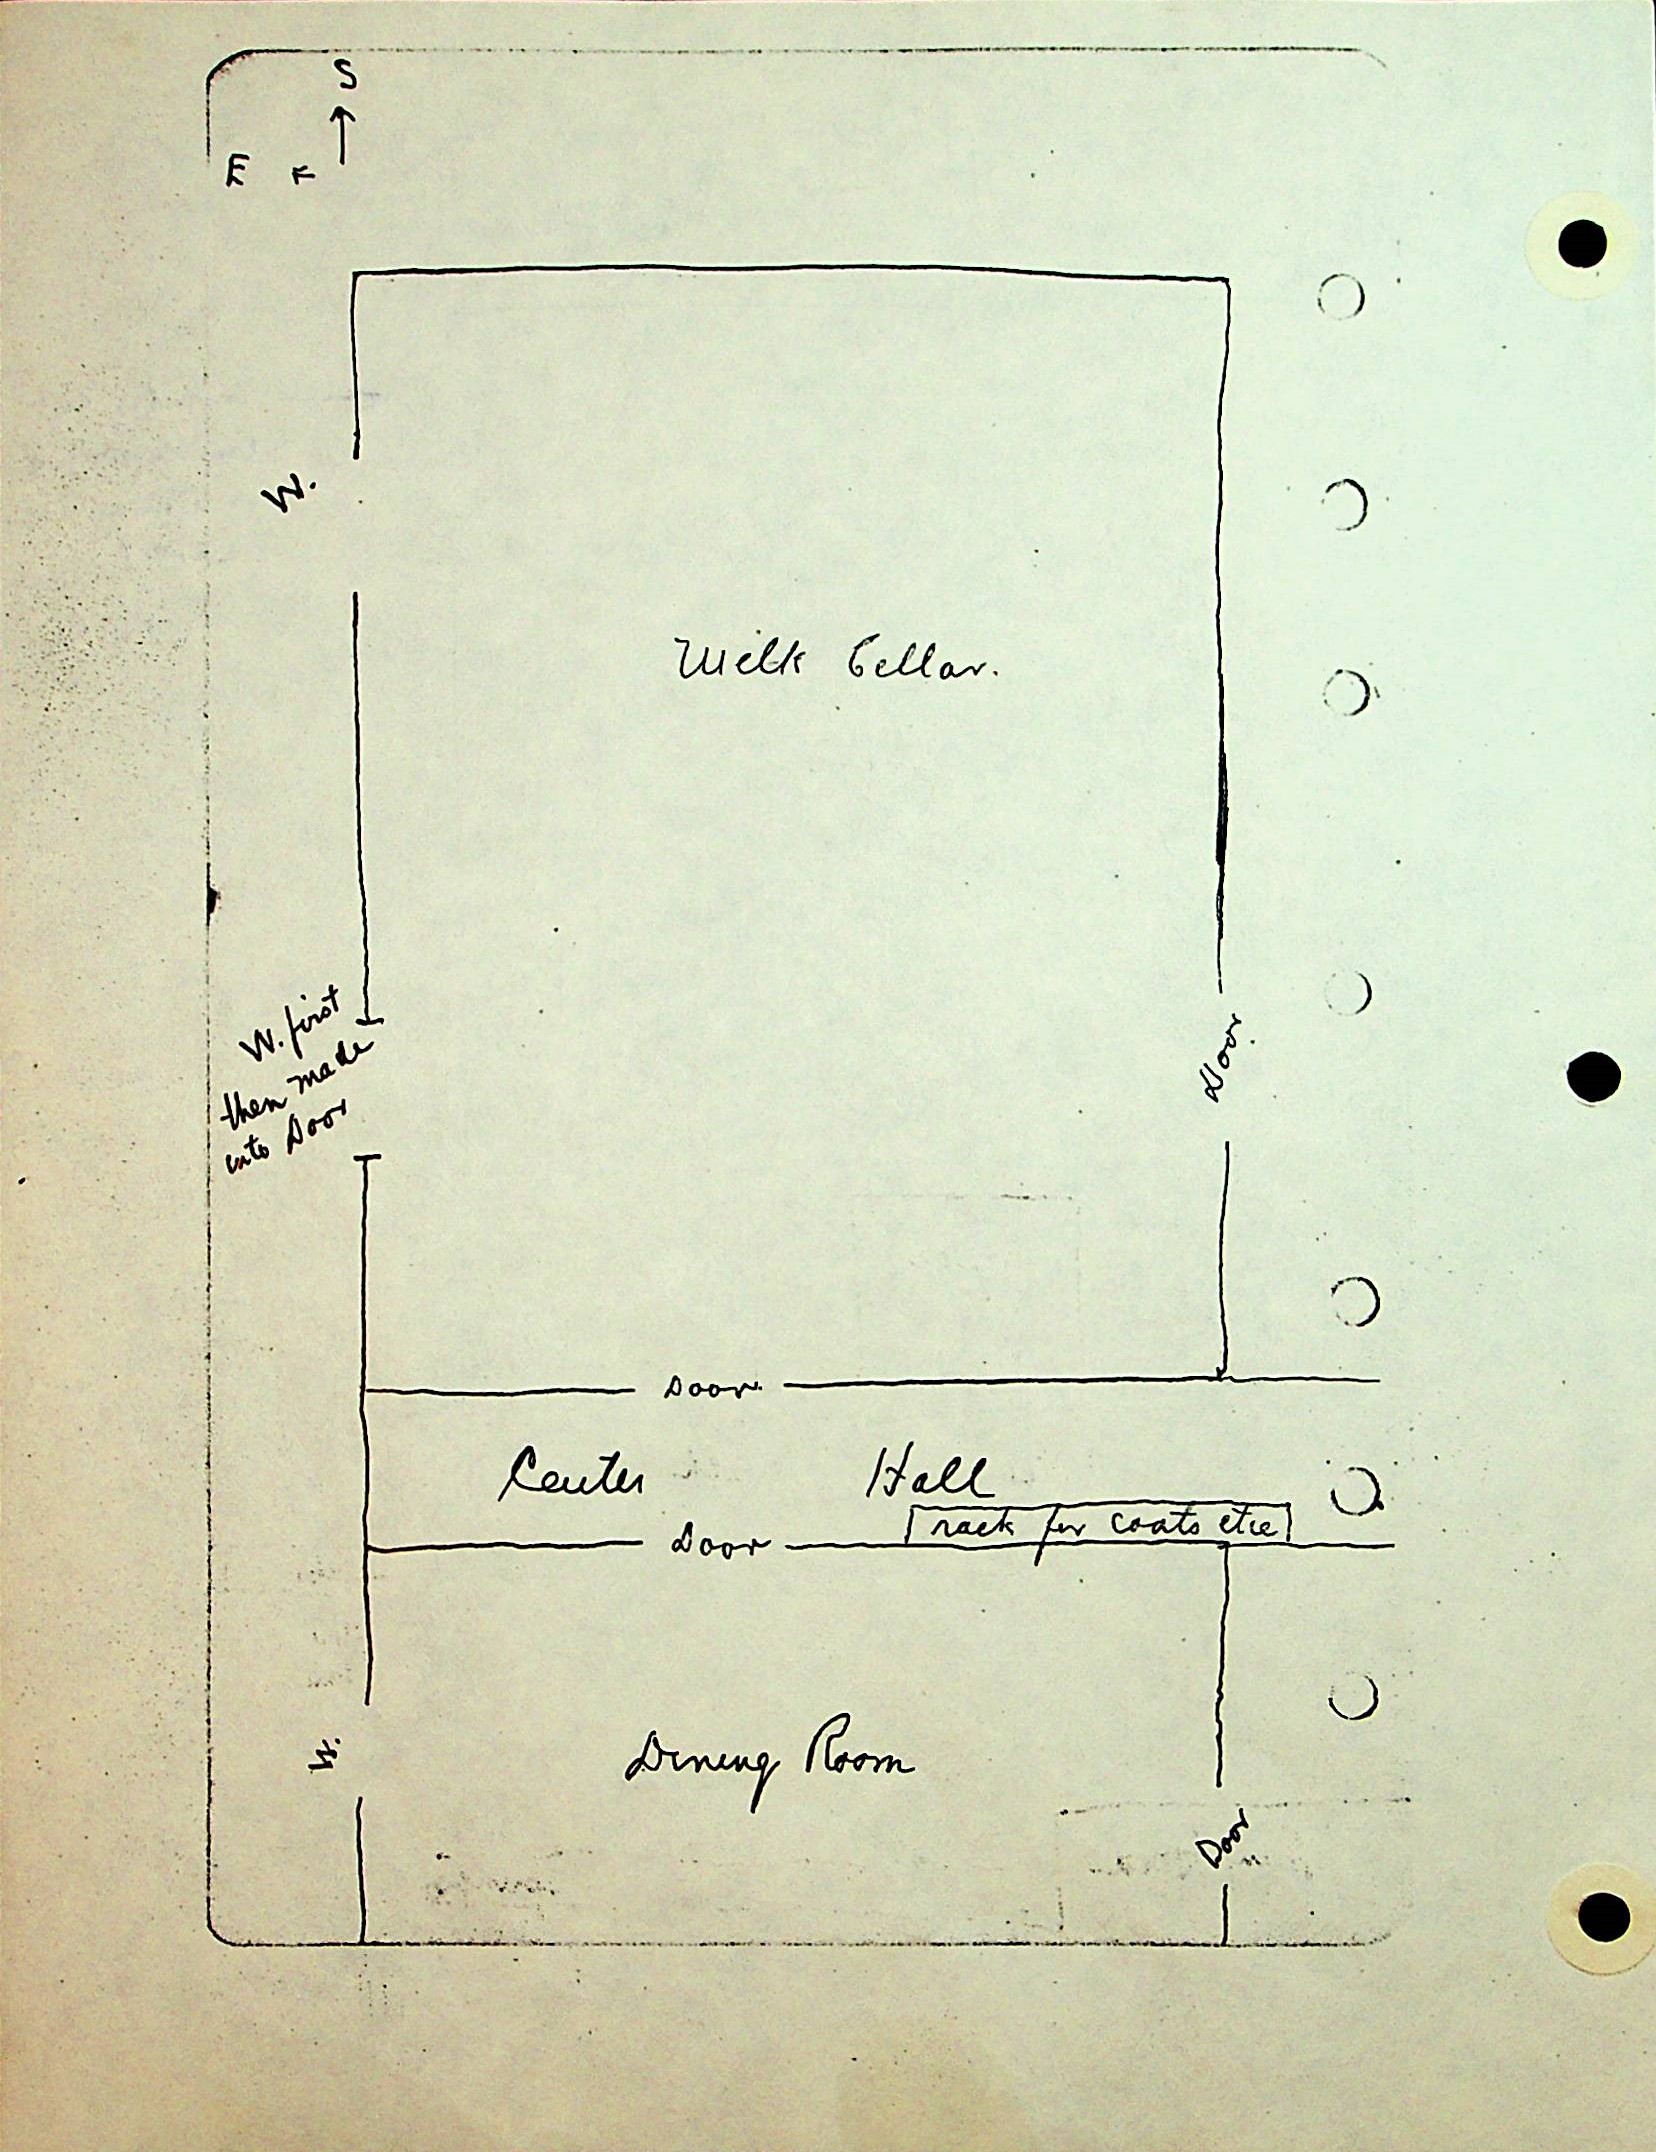 S
E
W.
Milk Cellar.
W. first
then made
into Door
Door
Door
Center Hall
rack for coats etc
Door
W.
Dining Room
Door